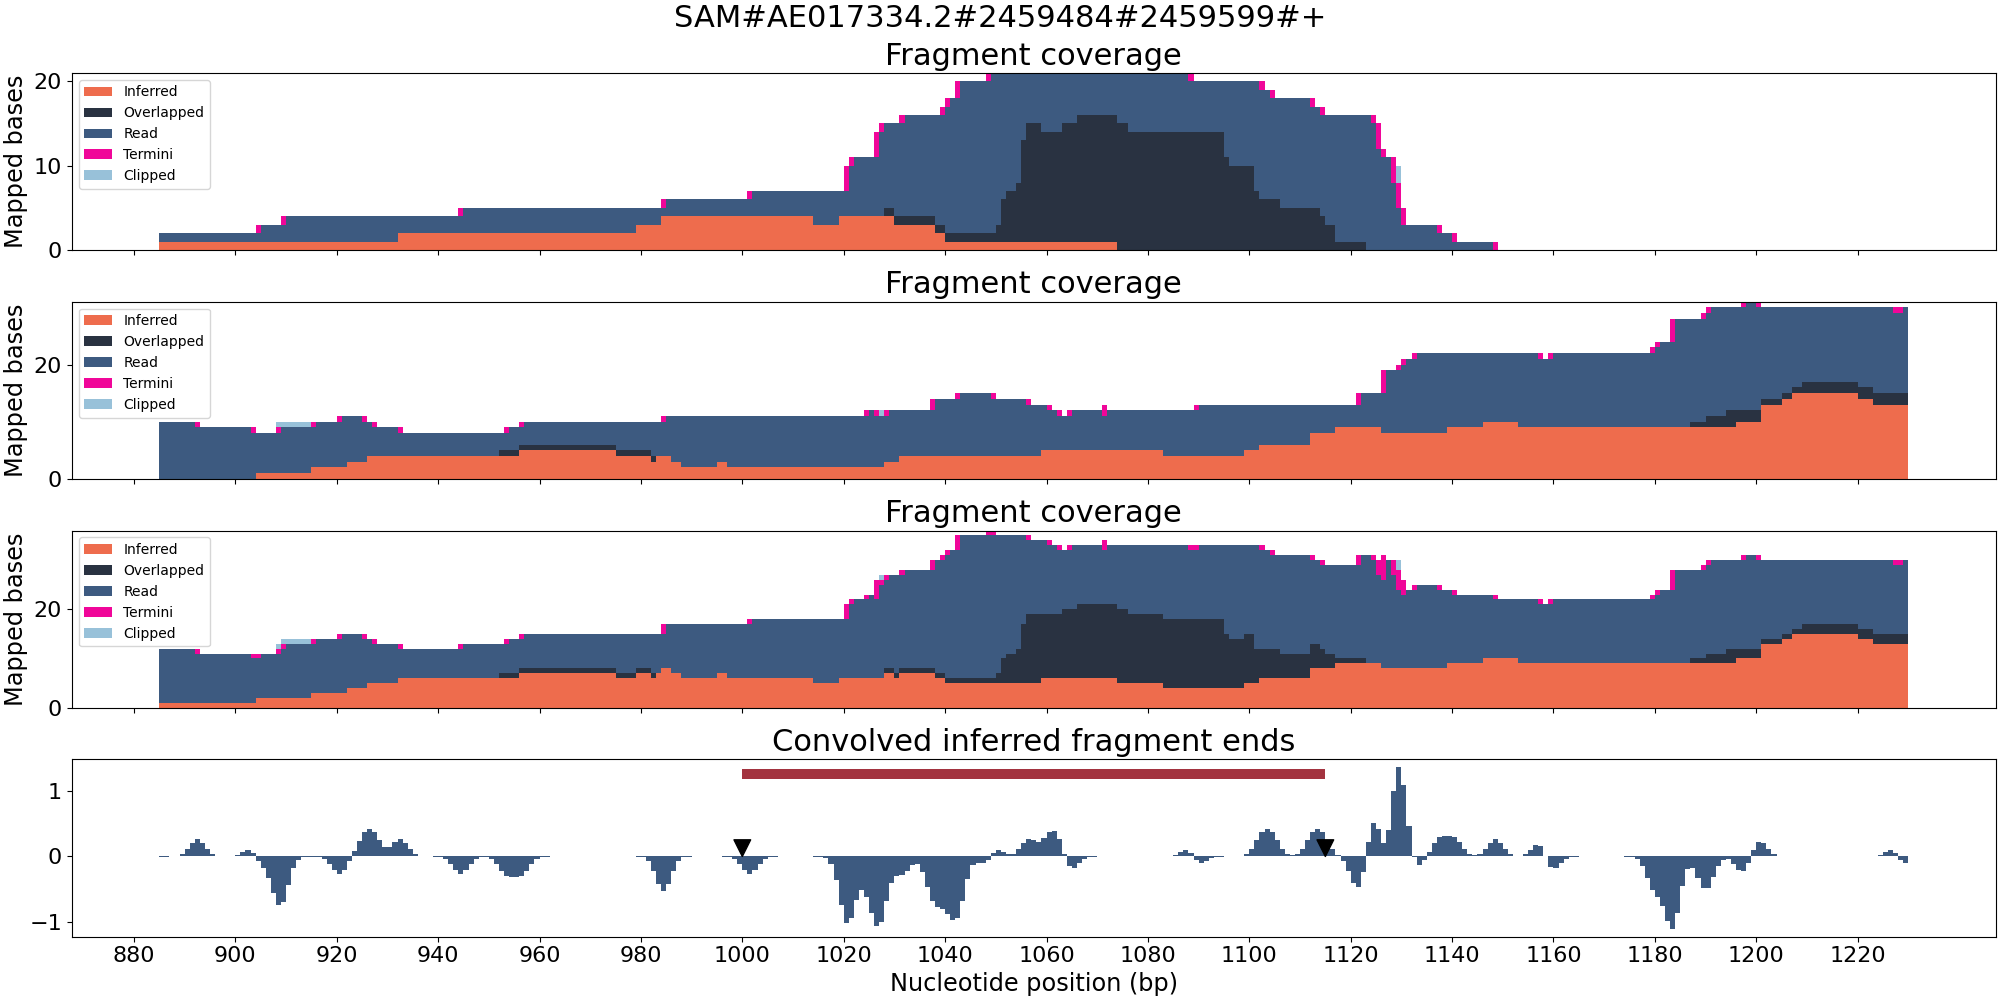 SAM#AE017334.2#2459484#2459599#+
Fragment coverage
Mapped bases
20
10
0
Inferred
Overlapped
Read
Termini
Clipped
Fragment coverage
Mapped bases
20
0
Inferred
Overlapped
Read
Termini
Clipped
Fragment coverage
Mapped bases
20
0
Inferred
Overlapped
Read
Termini
Clipped
Convolved inferred fragment ends
1
0
−1
880 900 920 940 960 980 1000 1020 1040 1060 1080 1100 1120 1140 1160 1180 1200 1220
Nucleotide position (bp)